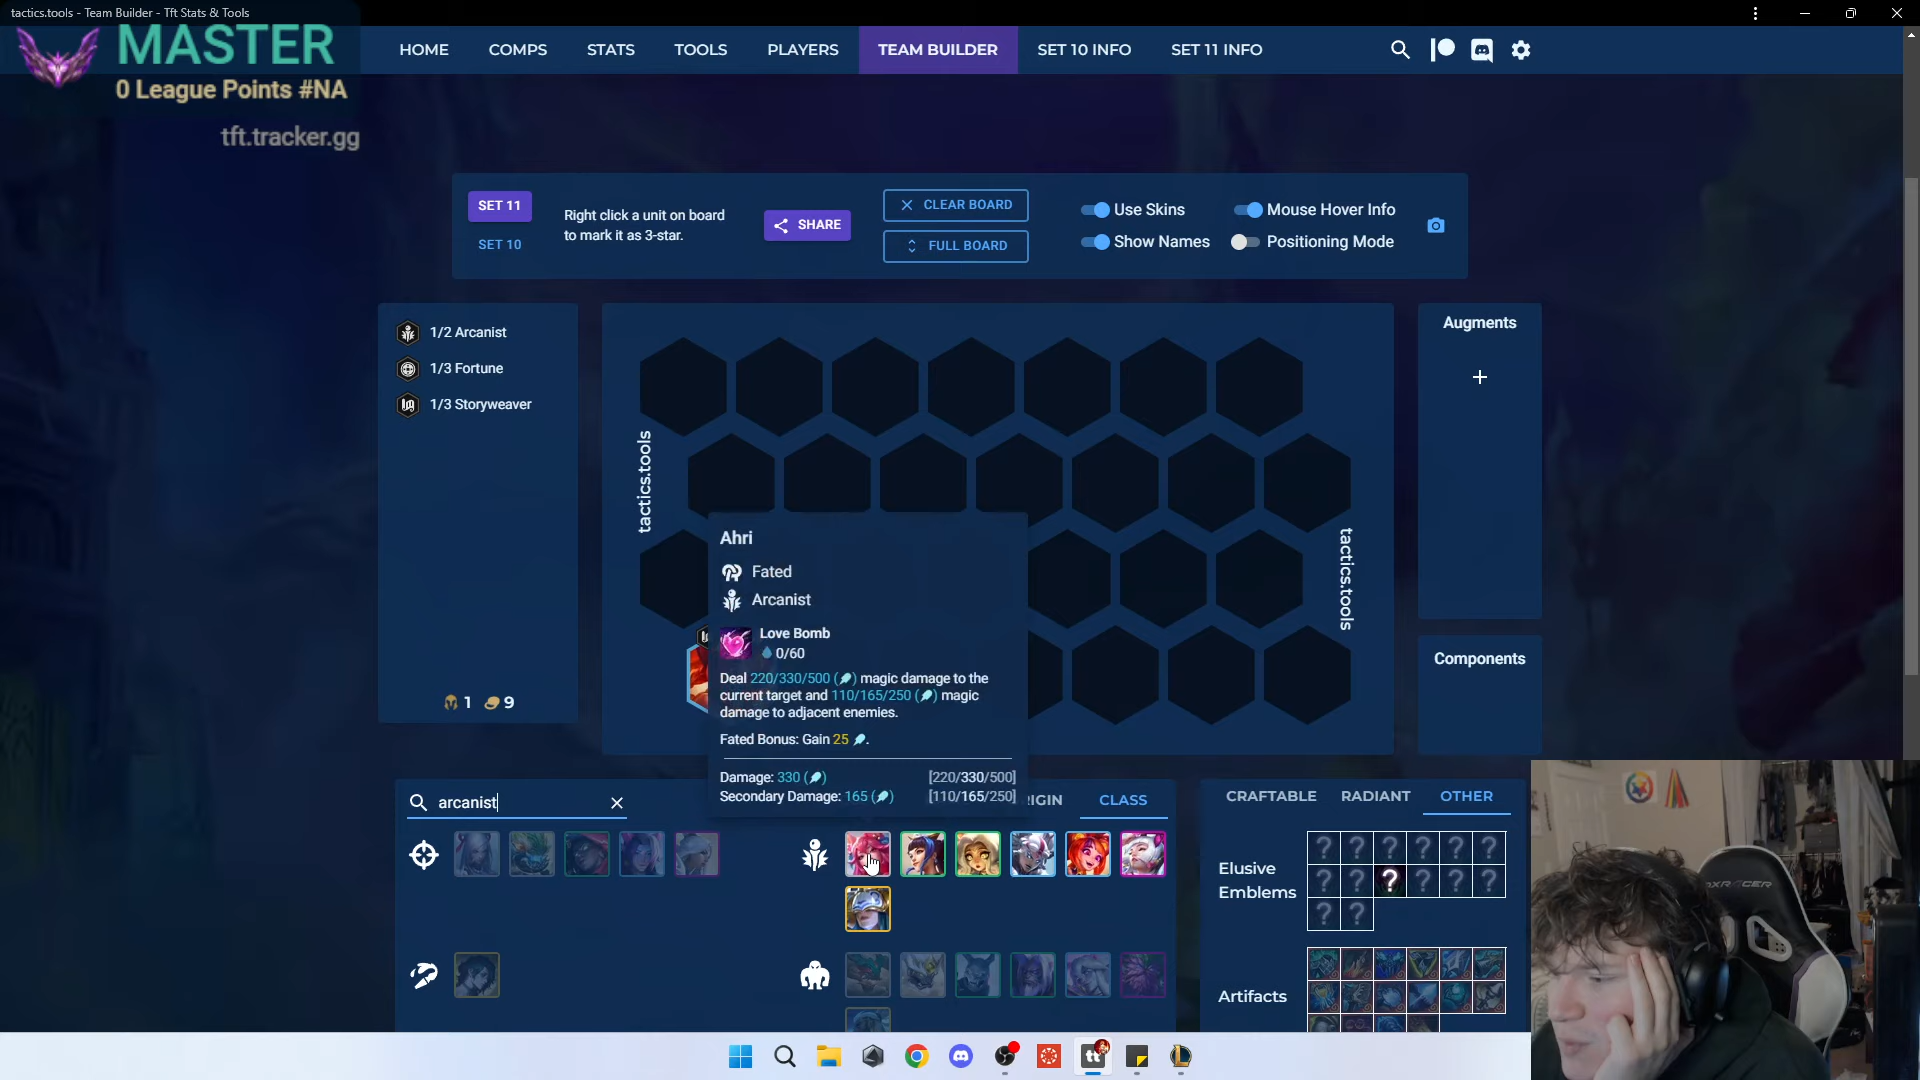 tactics.tools - Team Builder - Tft Stats & Tools
MASTER
0 League Points #NA
tft.tracker.gg
HOME
COMPS
STATS
TOOLS
PLAYERS
TEAM BUILDER
SET 10 INFO
SET 11 INFO
SET 11
SET 10
Right click a unit on board
to mark it as 3-star.
SHARE
CLEAR BOARD
FULL BOARD
Use Skins
Mouse Hover Info
Show Names
Positioning Mode
1/2 Arcanist
1/3 Fortune
1/3 Storyweaver
1
9
tactics.tools
tactics.tools
Augments
+
Components
Ahri
Fated
Arcanist
Love Bomb
0/60
Deal 220/330/500 ( ) magic damage to the
current target and 110/165/250 ( ) magic
damage to adjacent enemies.
Fated Bonus: Gain 25 .
Damage: 330 ( ) [220/330/500]
Secondary Damage: 165 ( ) [110/165/250]
arcanist
IGIN
CLASS
CRAFTABLE
RADIANT
OTHER
Elusive
Emblems
? ? ? ? ? ?
? ? ? ? ? ?
? ?
Artifacts
tt